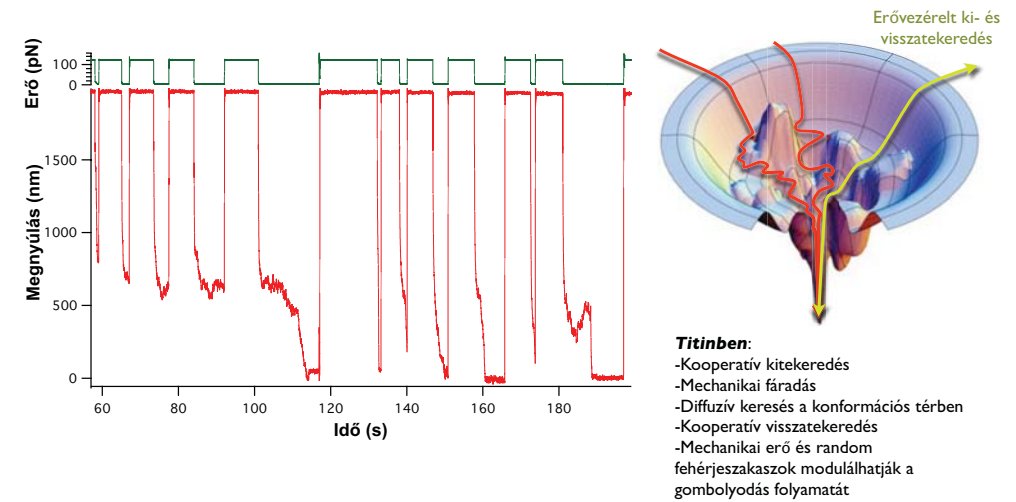 Erővezérelt ki- és
visszatekeredés
Erő (pN)
100
0
Megnyúlás (nm)
1500
1000
500
0
60 80 100 120 140 160 180
Idő (s)
Titinben:
-Kooperatív kitekeredés
-Mechanikai fáradás
-Diffuzív keresés a konformációs térben
-Kooperatív visszatekeredés
-Mechanikai erő és random
fehérjeszakaszok modulálhatják a
gombolyodás folyamatát